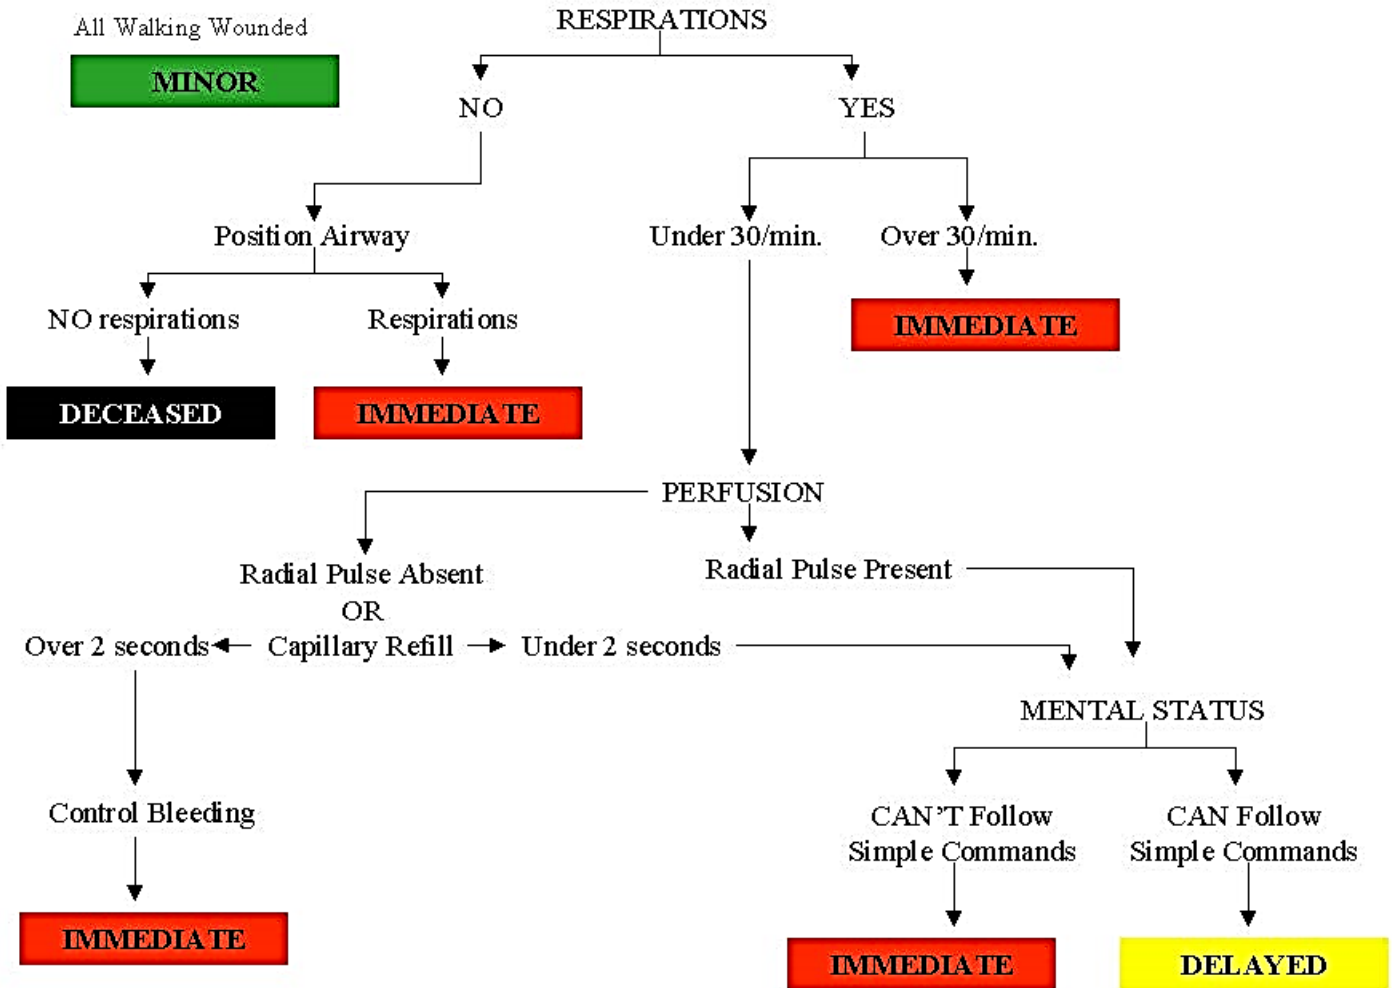 All Walking Wounded
MINOR
RESPIRATIONS
NO
YES
Position Airway
Under 30/min.
Over 30/min.
NO respirations
Respirations
IMMEDIATE
DECEASED
IMMEDIATE
PERFUSION
Radial Pulse Absent
Radial Pulse Present
OR
Over 2 seconds
Capillary Refill
Under 2 seconds
MENTAL STATUS
Control Bleeding
CAN'T Follow
Simple Commands
CAN Follow
Simple Commands
IMMEDIATE
IMMEDIATE
DELAYED